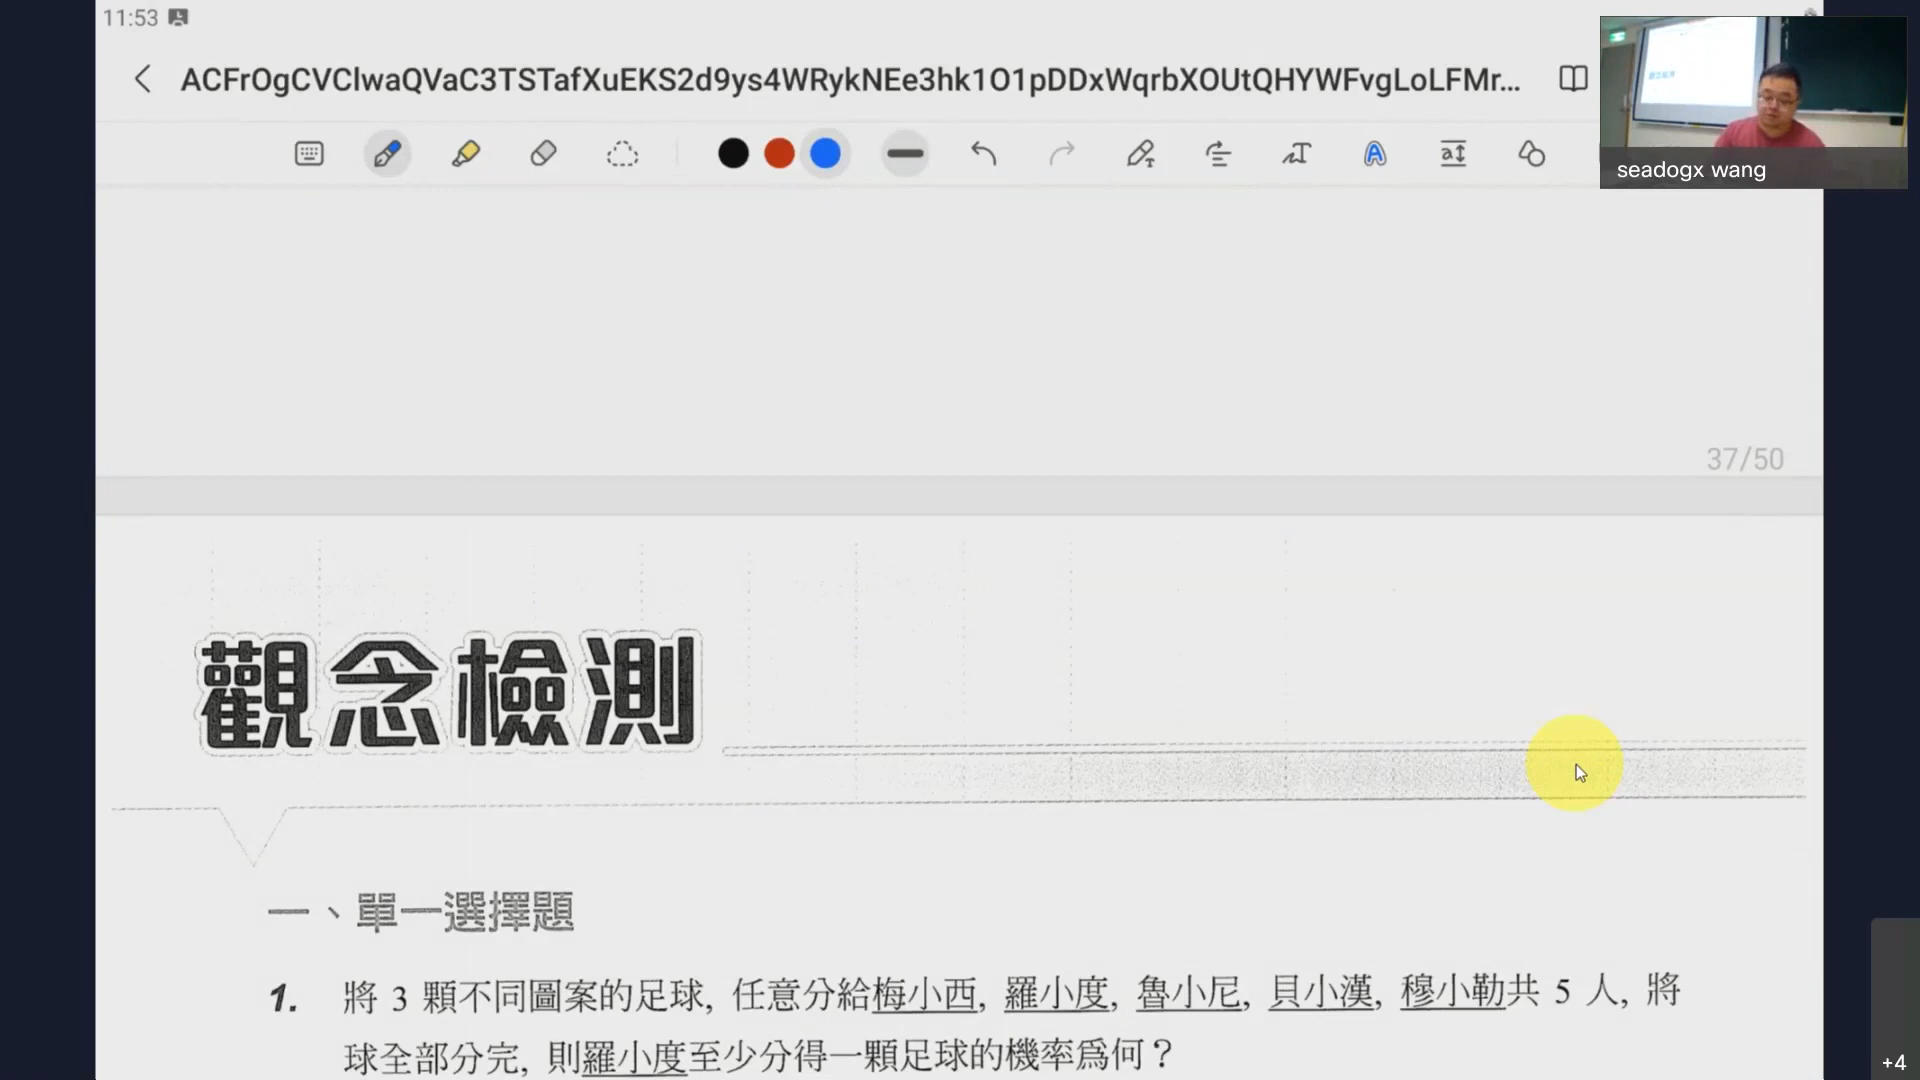 11:53
ACFrOgCVClwaQVaC3TSTafXuEKS2d9ys4WRykNEe3hk1O1pDDxWqrbXOUtQHYWFvgLoLFMr...
seadogx wang
37/50
觀念檢測
一、單一選擇題
1. 將 3 顆不同圖案的足球, 任意分給梅小西, 羅小度, 魯小尼, 貝小漢, 穆小勒共 5 人, 將
球全部分完, 則羅小度至少分得一顆足球的機率為何？
+4